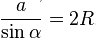 a/sin α = 2R